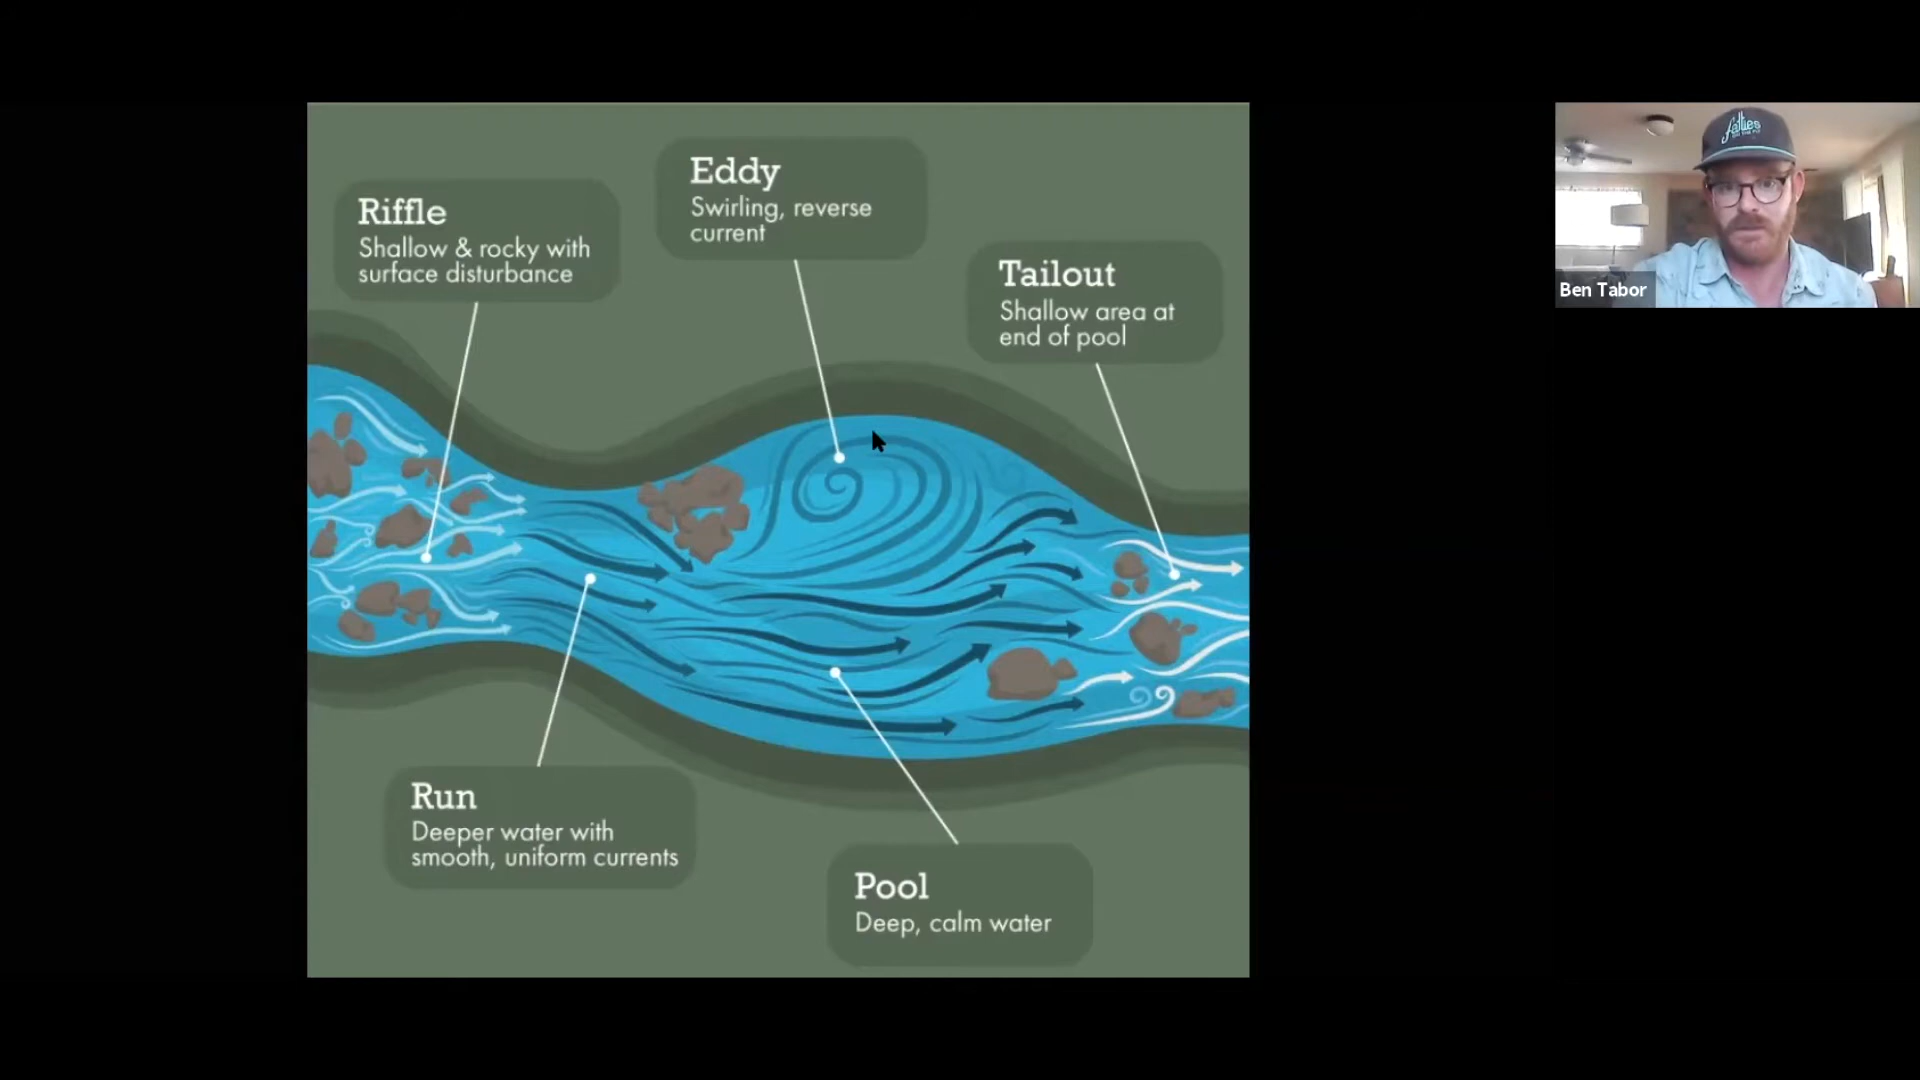 Riffle
Shallow & rocky with
surface disturbance
Eddy
Swirling, reverse
current
Tailout
Shallow area at
end of pool
Run
Deeper water with
smooth, uniform currents
Pool
Deep, calm water
fatties
Ben Tabor